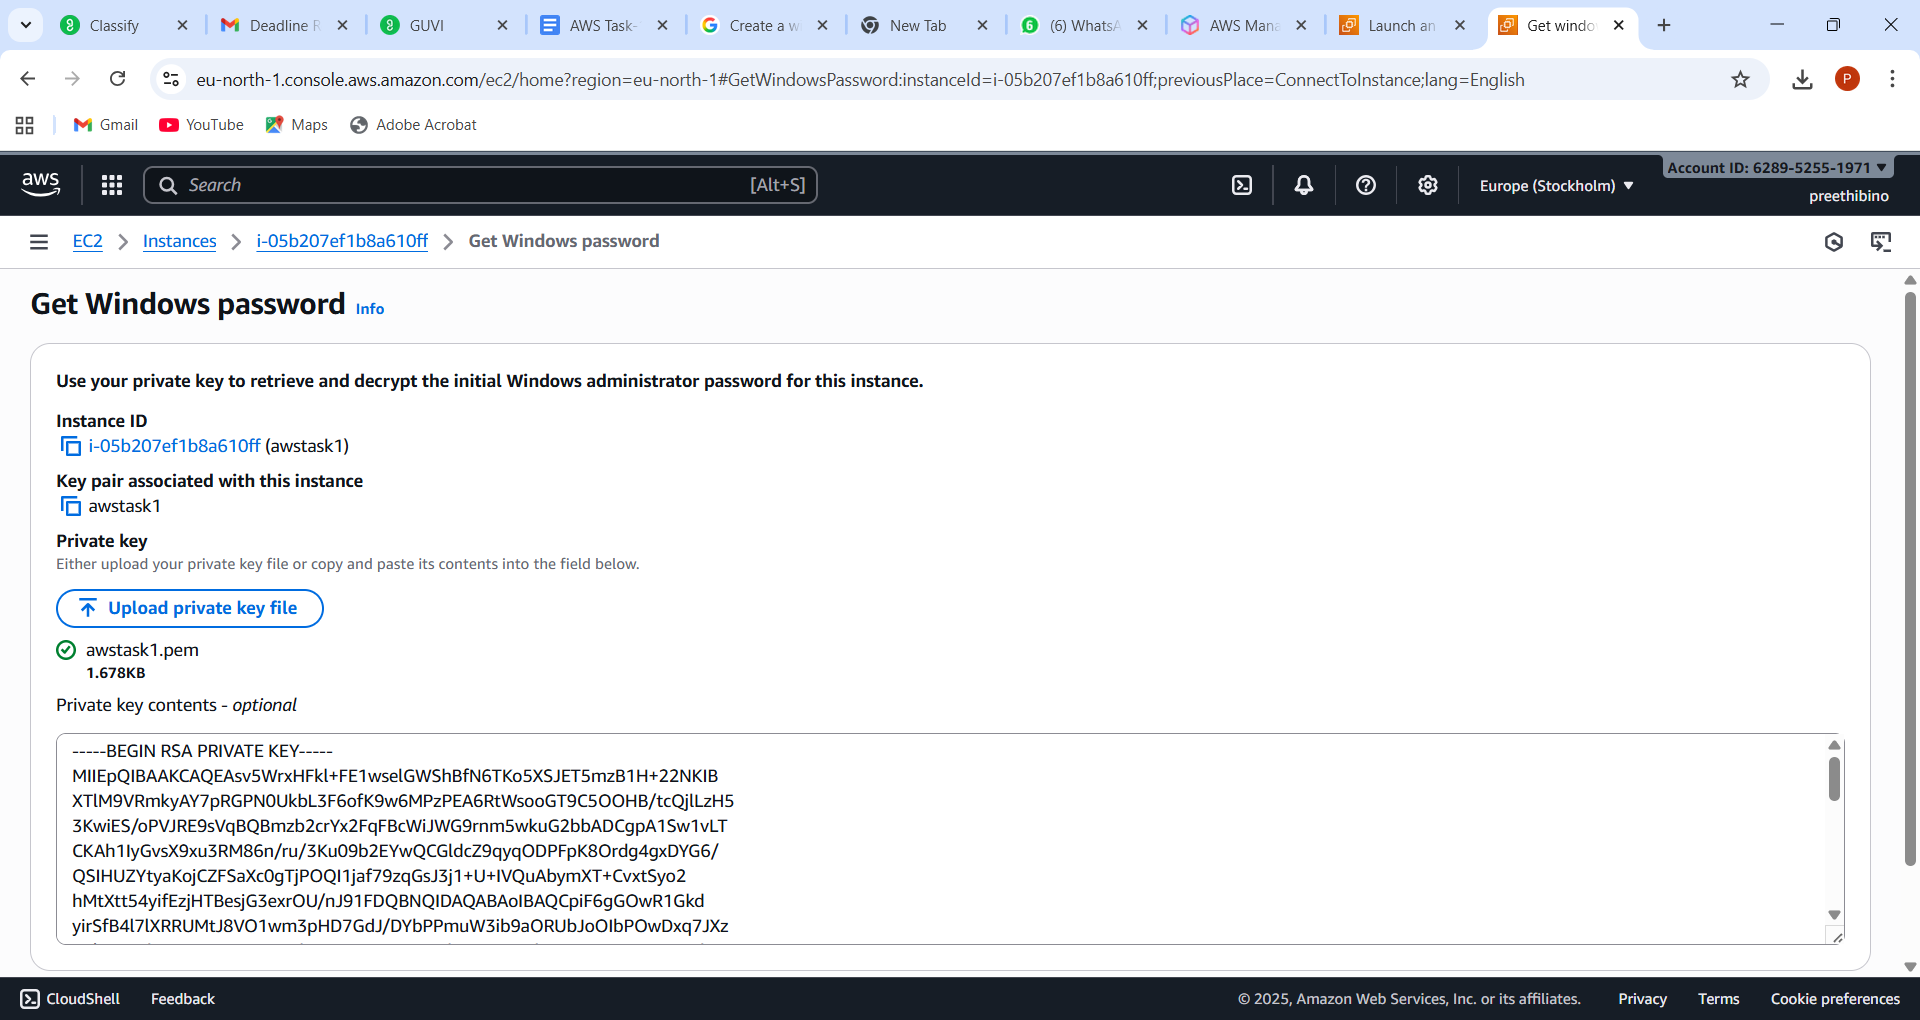 Classify
Deadline R
GUVI
AWS Task-
Create a w
New Tab
(6) WhatsA
AWS Mana
Launch an
Get windo
eu-north-1.console.aws.amazon.com/ec2/home?region=eu-north-1#GetWindowsPassword:instanceId=i-05b207ef1b8a610ff;previousPlace=ConnectToInstance;lang=English
P
Gmail
YouTube
Maps
Adobe Acrobat
aws
Search
[Alt+S]
Europe (Stockholm)
Account ID: 6289-5255-1971
preethibino
EC2
Instances
i-05b207ef1b8a610ff
Get Windows password
Get Windows password Info
Use your private key to retrieve and decrypt the initial Windows administrator password for this instance.
Instance ID
i-05b207ef1b8a610ff (awstask1)
Key pair associated with this instance
awstask1
Private key
Either upload your private key file or copy and paste its contents into the field below.
Upload private key file
awstask1.pem
1.678KB
Private key contents - optional
-----BEGIN RSA PRIVATE KEY-----
MIIEpQIBAAKCAQEAsv5WrxHFkl+FE1wselGWShBfN6TKo5XSJET5mzB1H+22NKIB
XTlM9VRmkyAY7pRGPN0UkbL3F6ofK9w6MPzPEA6RtWsooGT9C5OOHB/tcQjlLzH5
3KwiES/oPVJRE9sVqBQBmzb2crYx2FqFBcWiJWG9rnm5wkuG2bbADCgpA1Sw1vLT
CKAh1IyGvsX9xu3RM86n/ru/3Ku09b2EYwQCGldcZ9qyqODPFpK8Ordg4gxDYG6/
QSIHUZYtyaKojCZFSaXc0gTjPOQI1jaf79zqGsJ3j1+U+IVQuAbymXT+CvxtSyo2
hMtXtt54yifEzjHTBesjG3exrOU/nJ91FDQBNQIDAQABAoIBAQCpiF6gGOwR1Gkd
yirSfB4l7lXRRUMtJ8VO1wm3pHD7GdJ/DYbPPmuW3ib9aORUbJoOIbPOwDxq7JXz
CloudShell
Feedback
© 2025, Amazon Web Services, Inc. or its affiliates.
Privacy
Terms
Cookie preferences